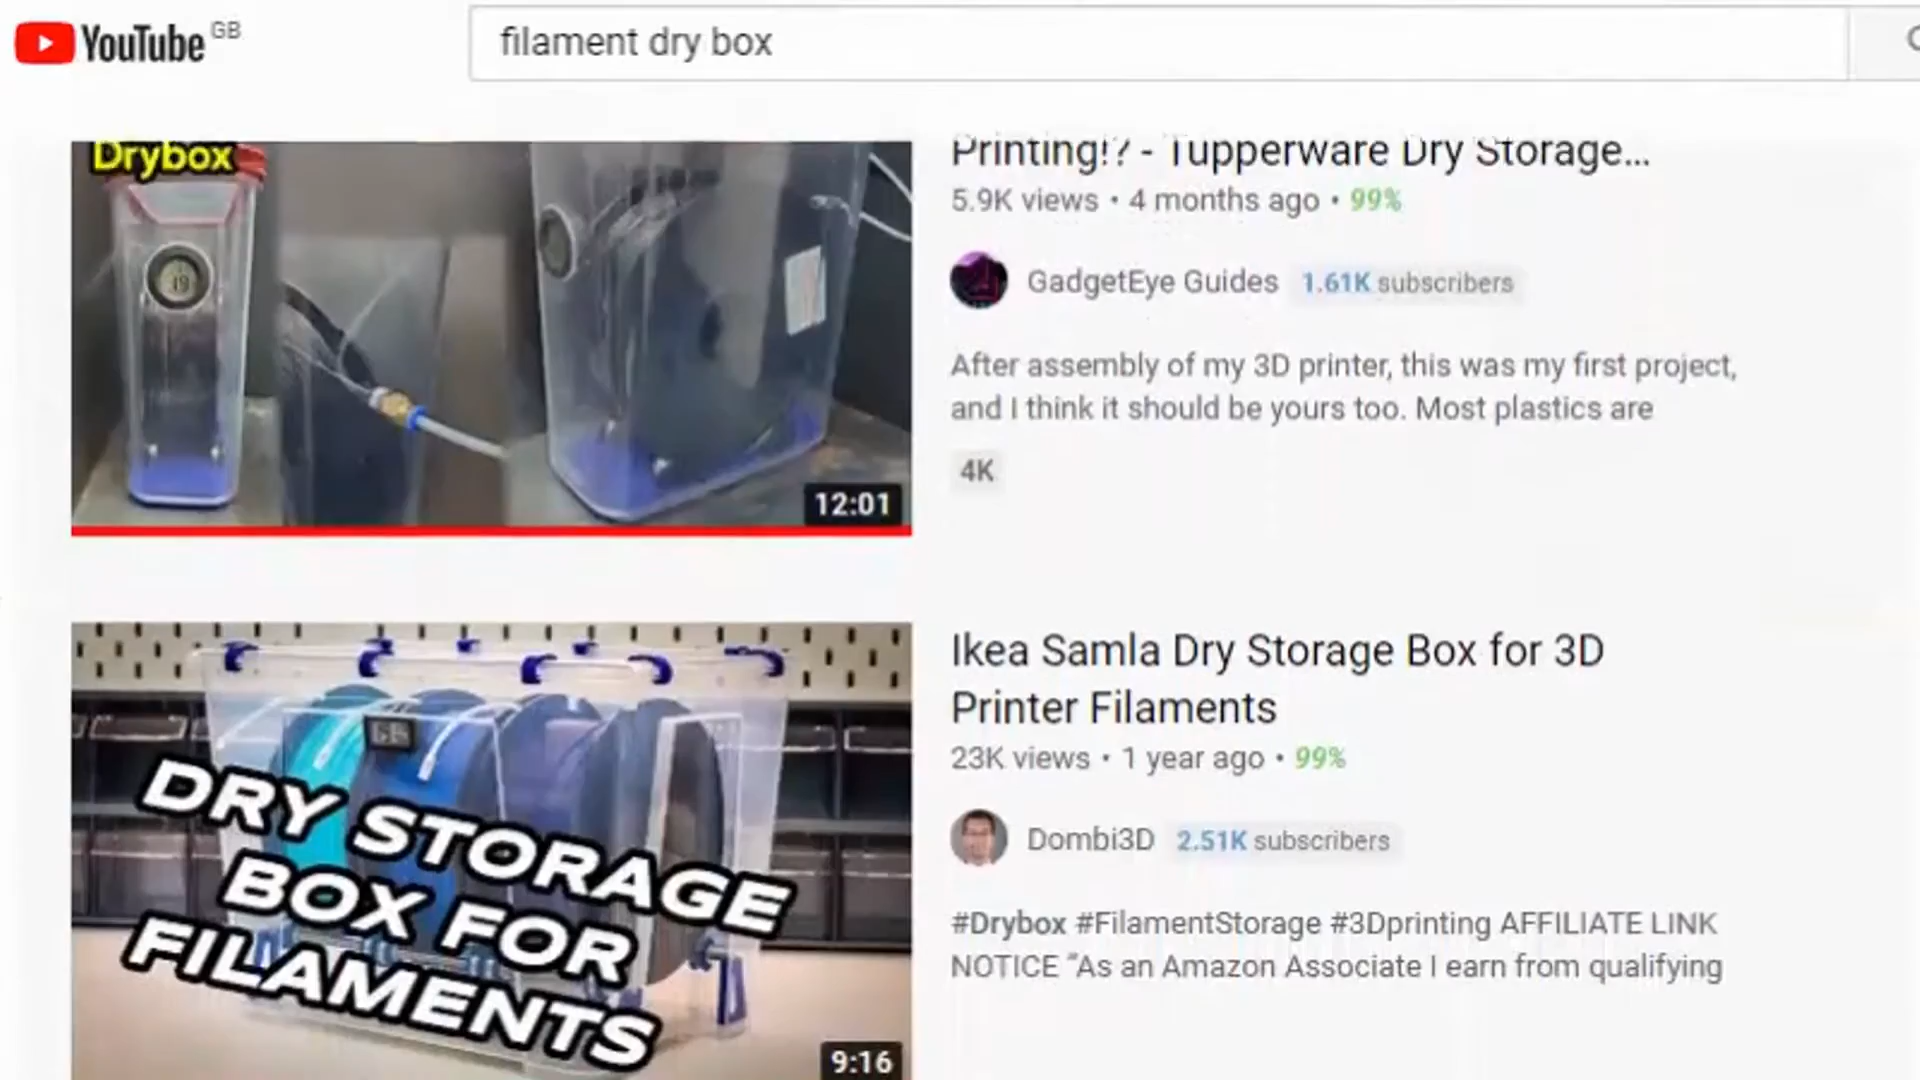 YouTube GB
filament dry box
Drybox
19
12:01
Printing!? - Tupperware Dry Storage...
5.9K views • 4 months ago • 99%
GadgetEye Guides 1.61K subscribers
After assembly of my 3D printer, this was my first project,
and I think it should be yours too. Most plastics are
4K
DRY STORAGE
BOX FOR
FILAMENTS
9:16
Ikea Samla Dry Storage Box for 3D
Printer Filaments
23K views • 1 year ago • 99%
Dombi3D 2.51K subscribers
#Drybox #FilamentStorage #3Dprinting AFFILIATE LINK
NOTICE "As an Amazon Associate I earn from qualifying